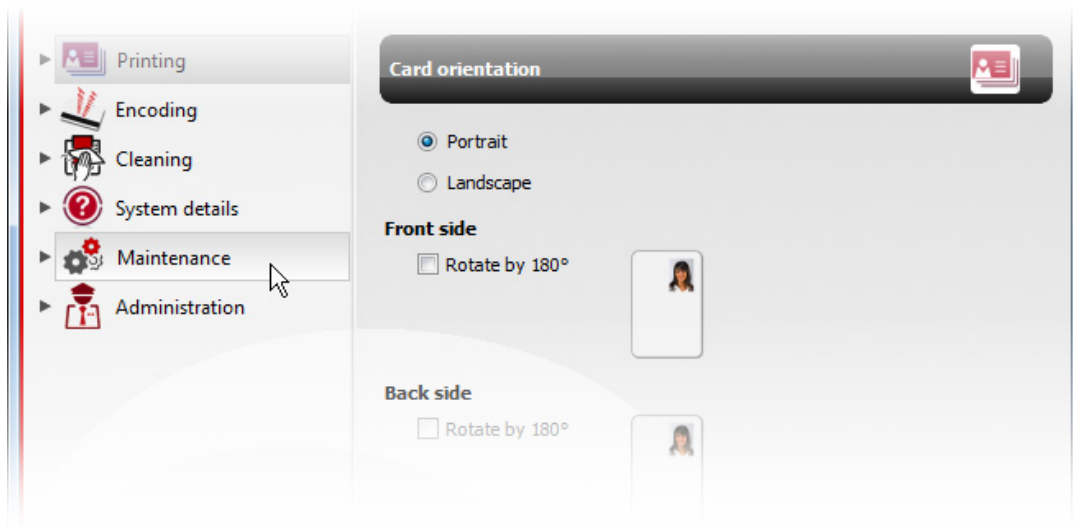 Printing
Encoding
Cleaning
System details
Maintenance
Administration
Card orientation
Portrait
Landscape
Front side
Rotate by 180°
Back side
Rotate by 180°